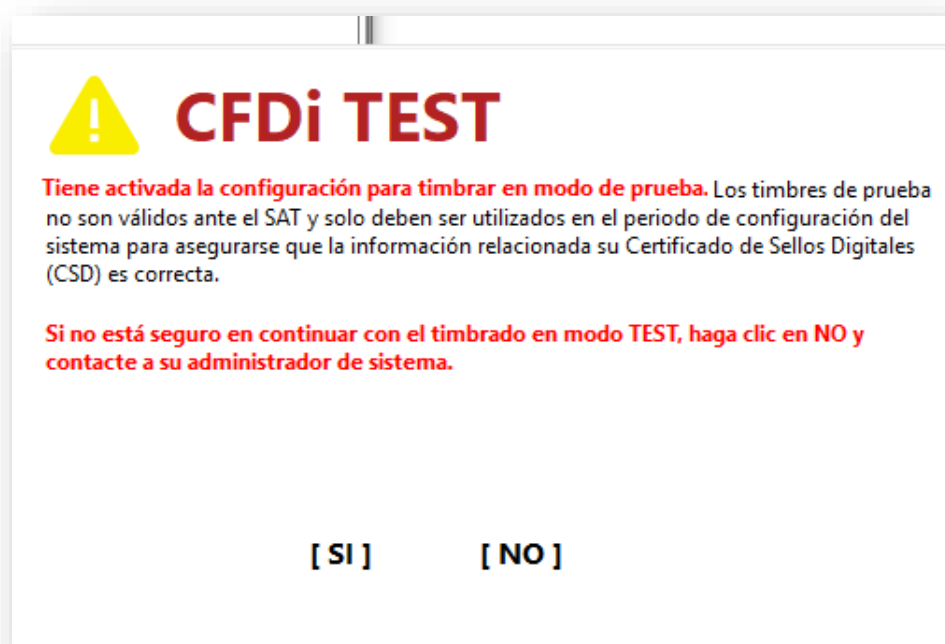 CFDi TEST
Tiene activada la configuración para timbrar en modo de prueba. Los timbres de prueba
no son válidos ante el SAT y solo deben ser utilizados en el periodo de configuración del
sistema para asegurarse que la información relacionada su Certificado de Sellos Digitales
(CSD) es correcta.
Si no está seguro en continuar con el timbrado en modo TEST, haga clic en NO y
contacte a su administrador de sistema.
[ SI ] [ NO ]